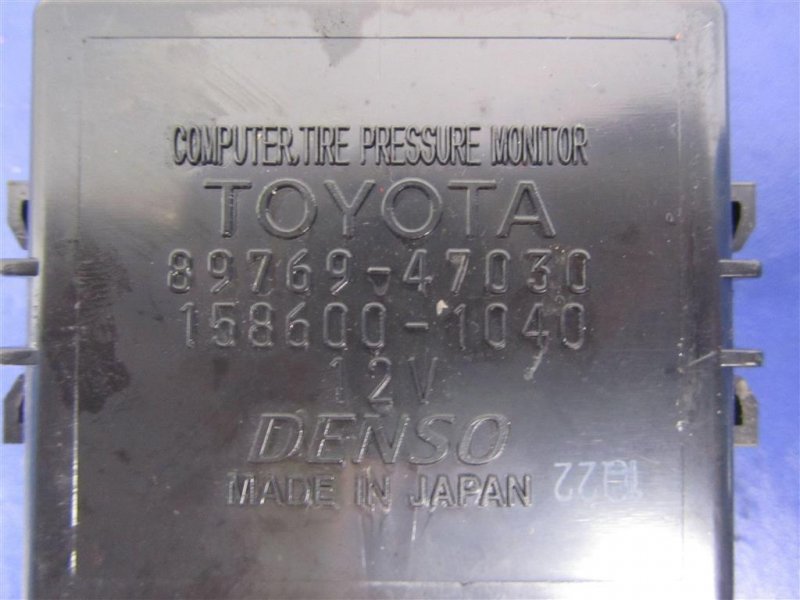 COMPUTER,TIRE PRESSURE MONITOR
TOYOTA
89769-47030
158600-1040
12V
DENSO
MADE IN JAPAN